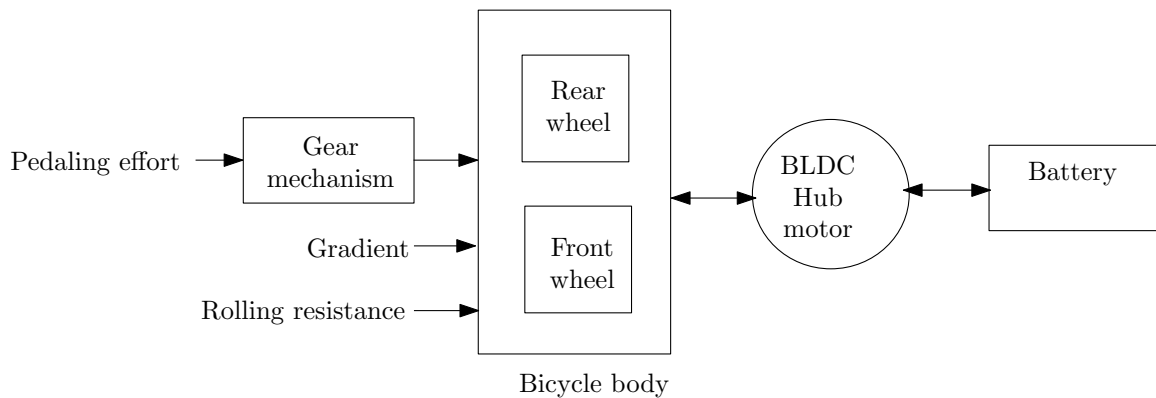 Pedaling effort
Gear
mechanism
Gradient
Rolling resistance
Rear
wheel
Front
wheel
Bicycle body
BLDC
Hub
motor
Battery